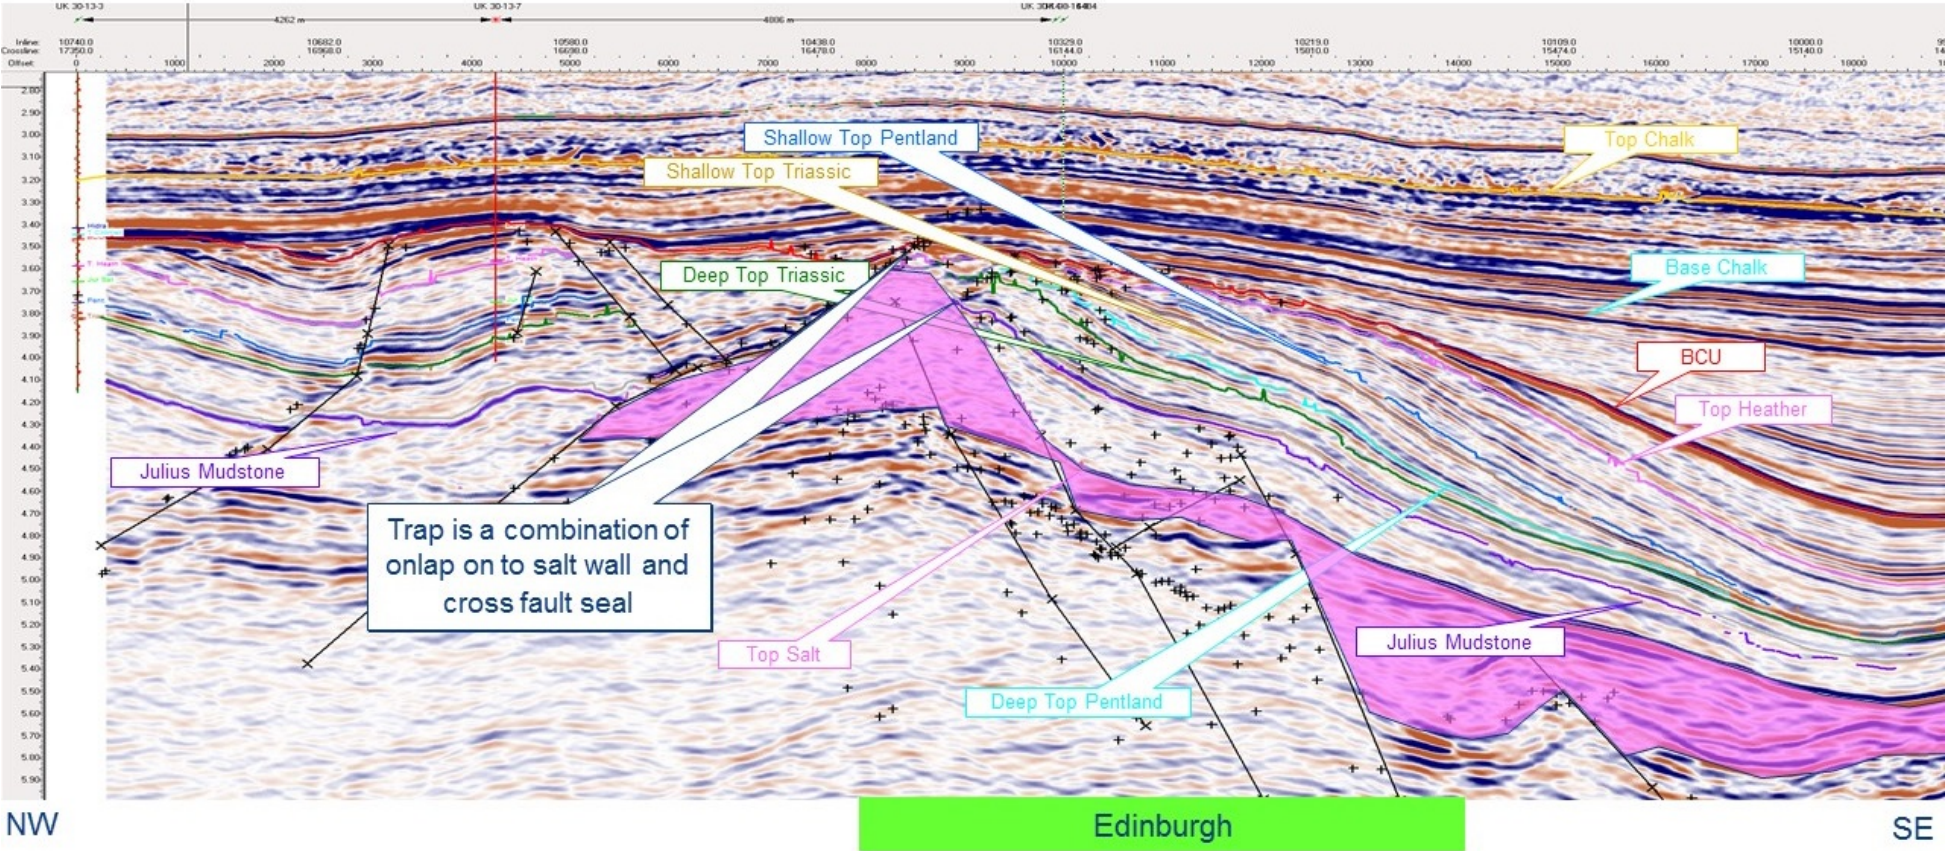 UK 30-13-3 UK 30-13-7
4262 m 4806 m
Inline: 10740.0 10682.0 10580.0 10438.0 10329.0 10219.0 10109.0 10000.0
Crossline: 17350.0 16968.0 16698.0 16478.0 16144.0 15810.0 15474.0 15140.0
Offset: 0 1000 2000 3000 4000 5000 6000 7000 8000 9000 10000 11000 12000 13000 14000 15000 16000 17000 18000
2.80
2.90
3.00
3.10
3.20
3.30
3.40
3.50
3.60
3.70
3.80
3.90
4.00
4.10
4.20
4.30
4.40
4.50
4.60
4.70
4.80
4.90
5.00
5.10
5.20
5.30
5.40
5.50
5.60
5.70
5.80
5.90
Hidra
Shallow Top Pentland
Top Chalk
Shallow Top Triassic
Deep Top Triassic
Base Chalk
BCU
Top Heather
Julius Mudstone
Trap is a combination of
onlap on to salt wall and
cross fault seal
Top Salt
Julius Mudstone
Deep Top Pentland
NW
Edinburgh
SE